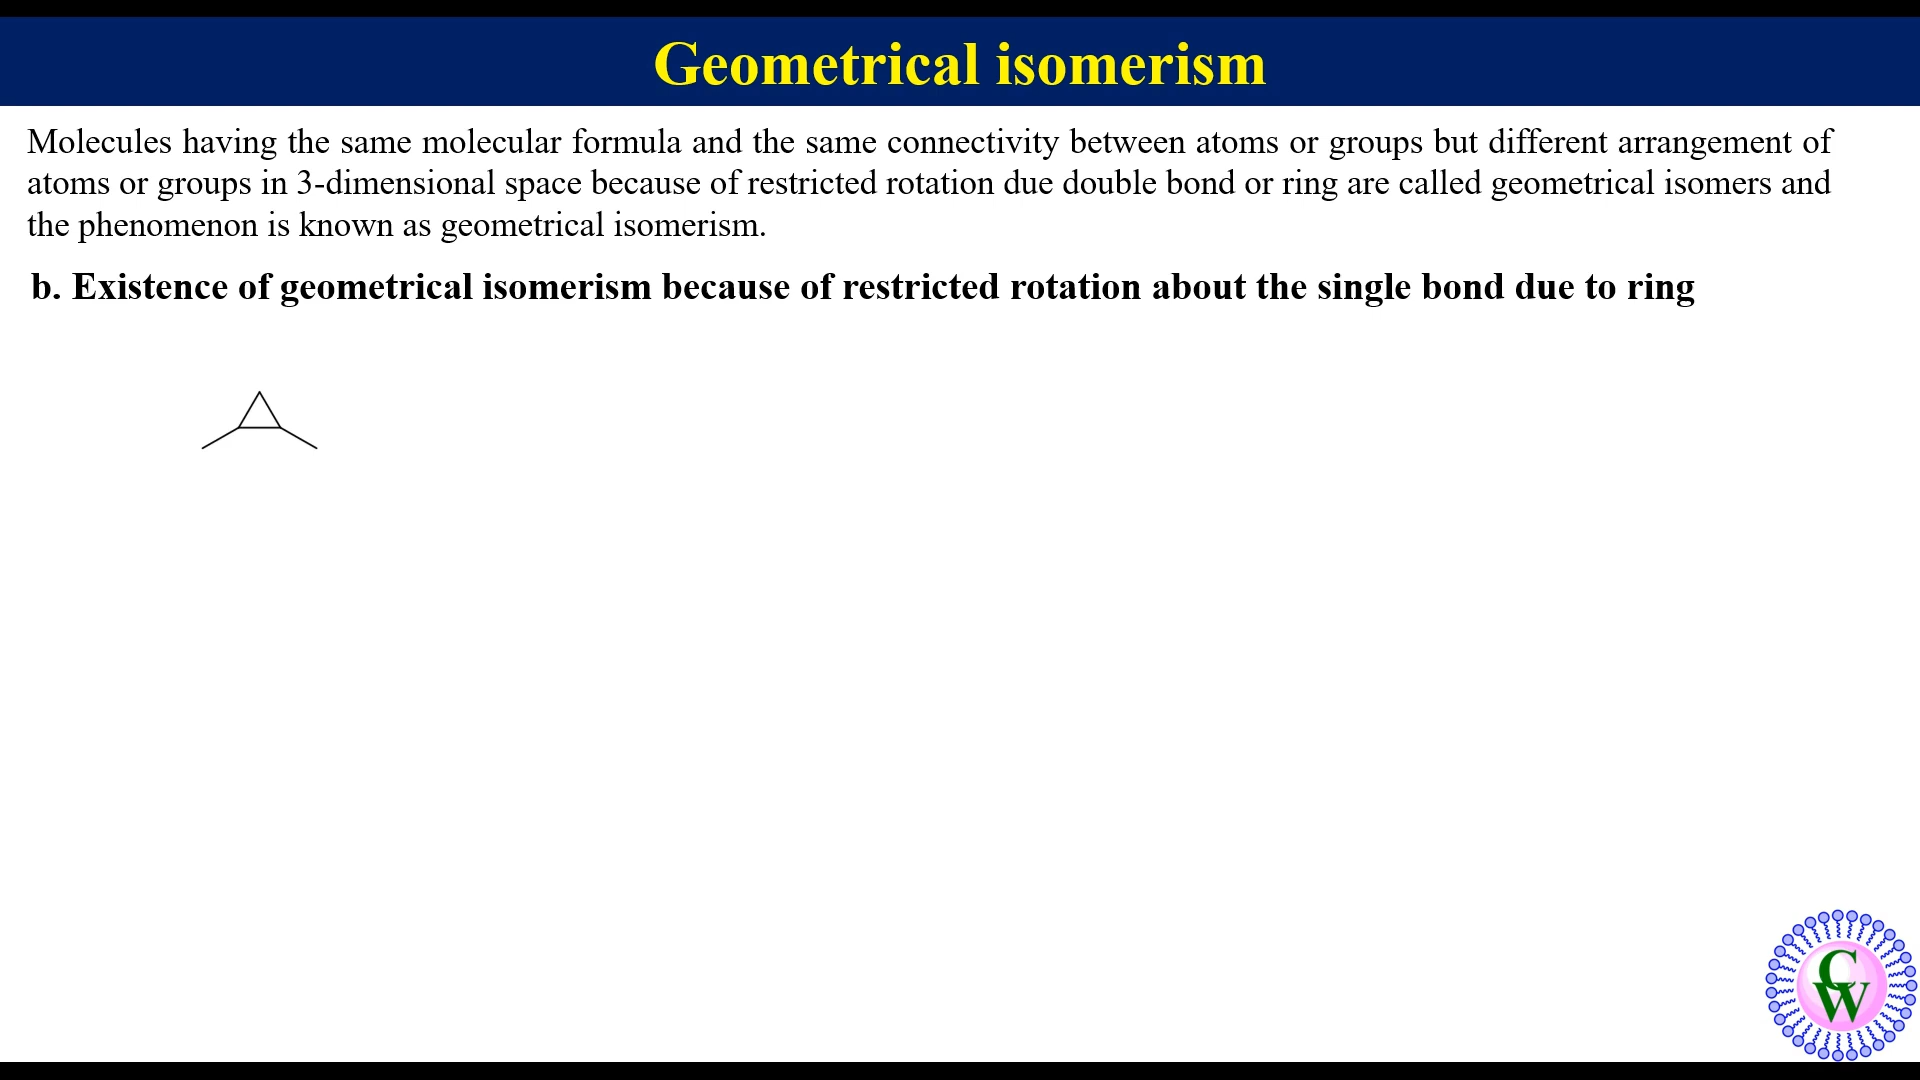 Geometrical isomerism
Molecules having the same molecular formula and the same connectivity between atoms or groups but different arrangement of
atoms or groups in 3-dimensional space because of restricted rotation due double bond or ring are called geometrical isomers and
the phenomenon is known as geometrical isomerism.
b. Existence of geometrical isomerism because of restricted rotation about the single bond due to ring
C
W